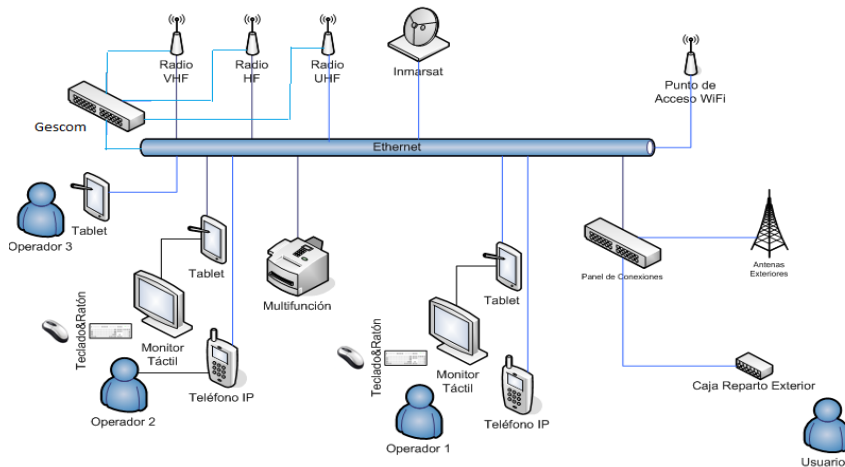 Radio
VHF
Radio
HF
Radio
UHF
Inmarsat
Punto de
Acceso WiFi
Gescom
Ethernet
Operador 3
Tablet
Tablet
Multifunción
Tablet
Panel de Conexiones
Antenas
Exteriores
Teclado&Ratón
Monitor
Táctil
Teléfono IP
Operador 2
Teclado&Ratón
Monitor
Táctil
Teléfono IP
Operador 1
Caja Reparto Exterior
Usuario